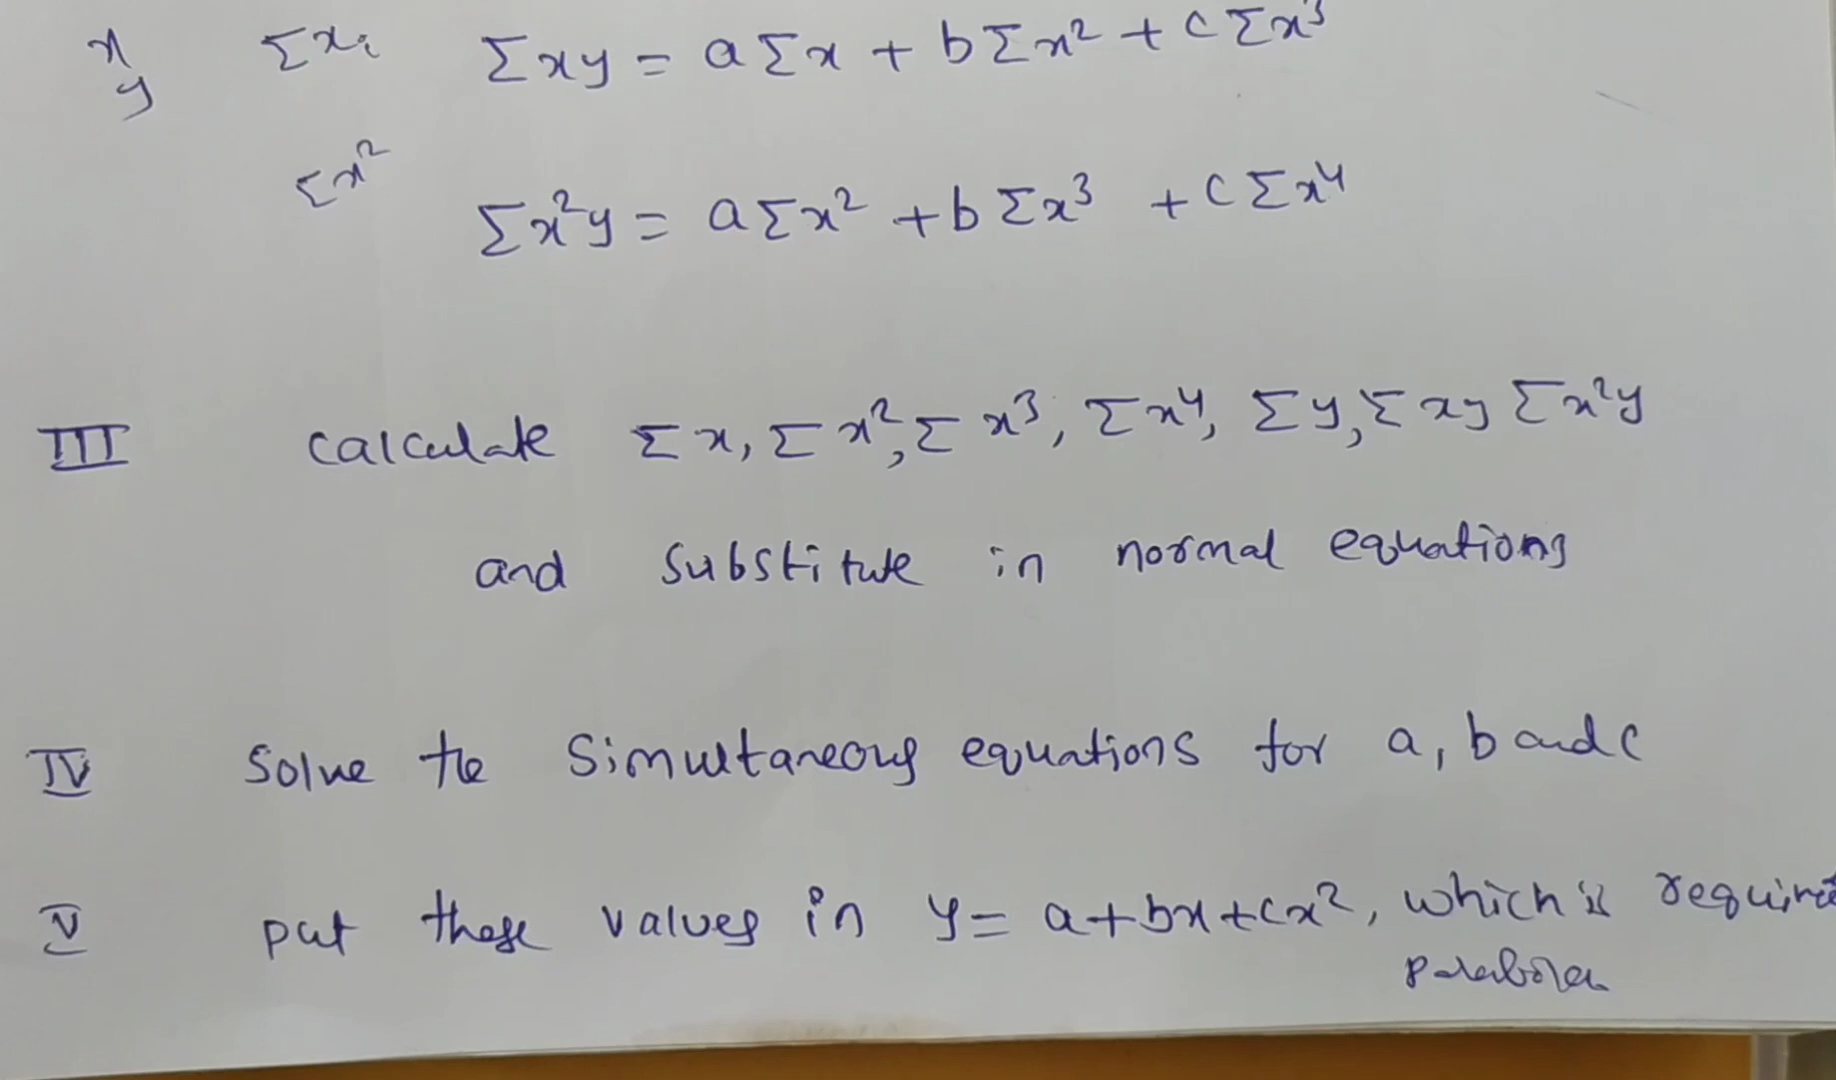 x Σxi Σxy = aΣx + bΣx² + cΣx³
y
Σx²
Σx²y = aΣx² + bΣx³ + cΣx⁴
III calculate Σx, Σx², Σx³, Σx⁴, Σy, Σxy Σx²y
and substitute in normal equations
IV Solve the Simultaneous equations for a, b and c
V put these values in y = a+bx+cx², which is required
parabola